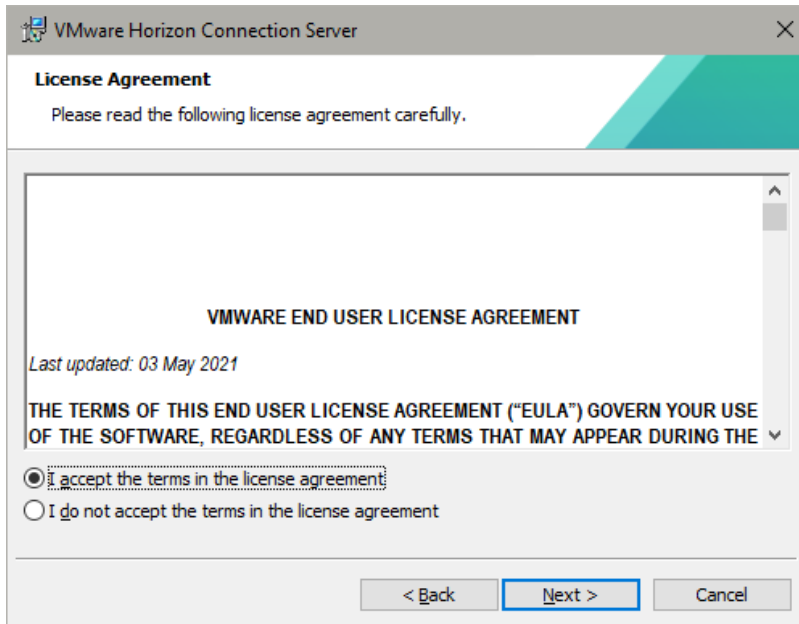 VMware Horizon Connection Server
License Agreement
Please read the following license agreement carefully.
VMWARE END USER LICENSE AGREEMENT
Last updated: 03 May 2021
THE TERMS OF THIS END USER LICENSE AGREEMENT (“EULA”) GOVERN YOUR USE
OF THE SOFTWARE, REGARDLESS OF ANY TERMS THAT MAY APPEAR DURING THE
I accept the terms in the license agreement
I do not accept the terms in the license agreement
< Back Next > Cancel